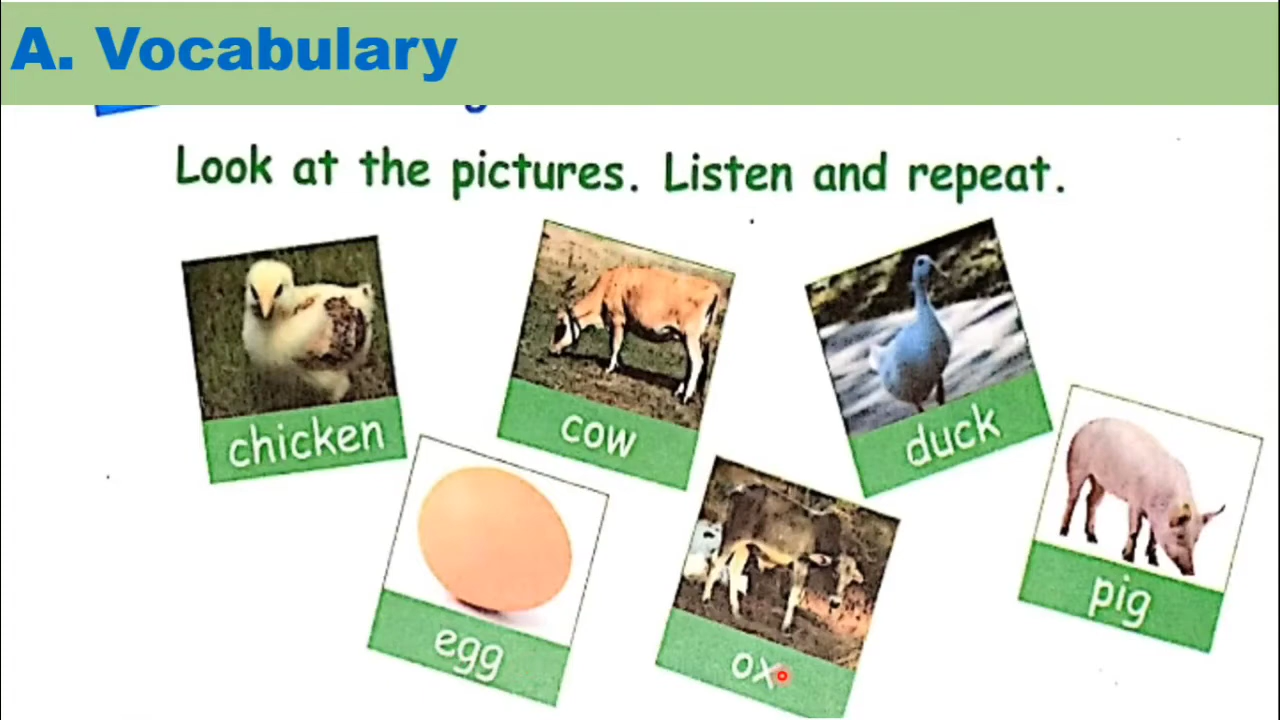 A. Vocabulary
Look at the pictures. Listen and repeat.
chicken
cow
duck
egg
ox
pig